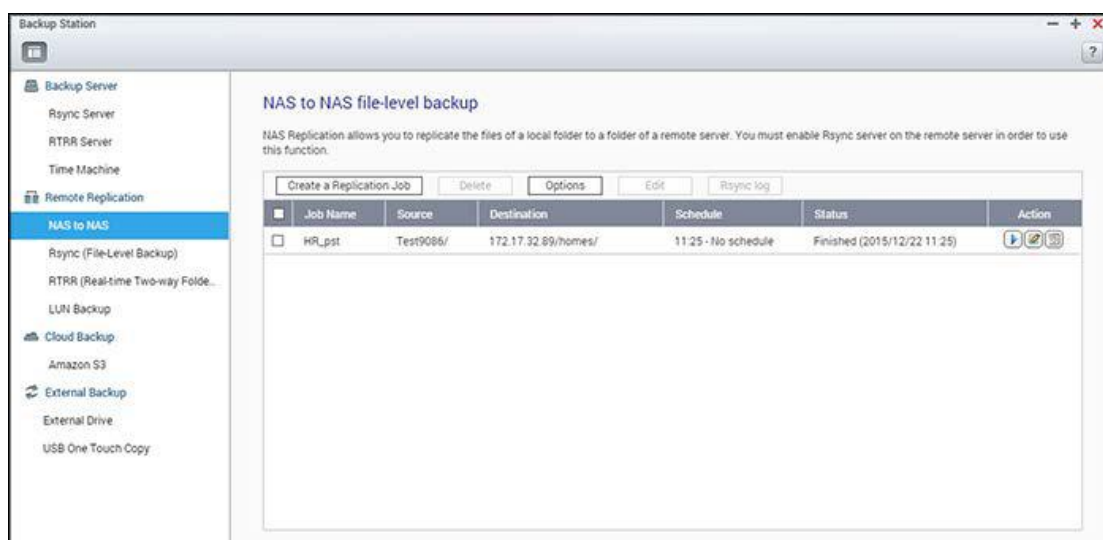 Backup Station
?
Backup Server
Rsync Server
RTRR Server
Time Machine
Remote Replication
NAS to NAS
Rsync (File-Level Backup)
RTRR (Real-time Two-way Folde...
LUN Backup
Cloud Backup
Amazon S3
External Backup
External Drive
USB One Touch Copy
NAS to NAS file-level backup
NAS Replication allows you to replicate the files of a local folder to a folder of a remote server. You must enable Rsync server on the remote server in order to use
this function.
Create a Replication Job Delete Options Edit Rsync log
Job Name Source Destination Schedule Status Action
HR_pst Test9086/ 172.17.32.89/homes/ 11:25 - No schedule Finished (2015/12/22 11:25)